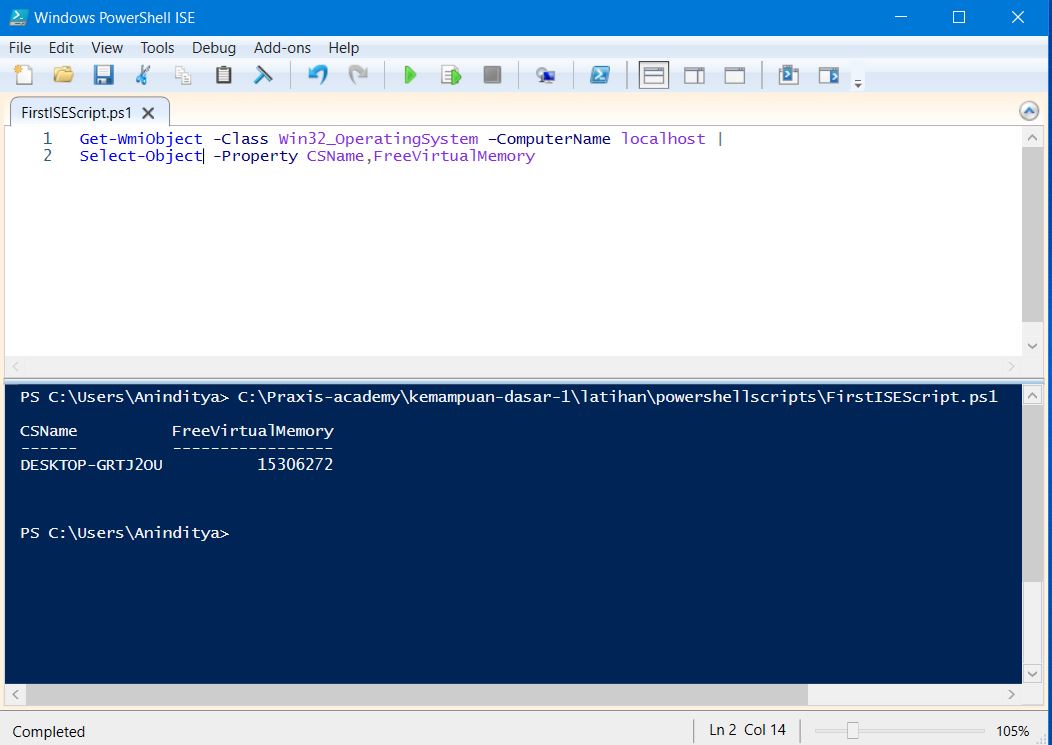 Windows PowerShell ISE
File Edit View Tools Debug Add-ons Help
FirstISEScript.ps1
1 Get-WmiObject -Class Win32_OperatingSystem –ComputerName localhost |
2 Select-Object -Property CSName,FreeVirtualMemory
PS C:\Users\Aninditya> C:\Praxis-academy\kemampuan-dasar-1\latihan\powershellscripts\FirstISEScript.ps1
CSName FreeVirtualMemory
------ -----------------
DESKTOP-GRTJ2OU 15306272
PS C:\Users\Aninditya>
Completed
Ln 2 Col 14
105%